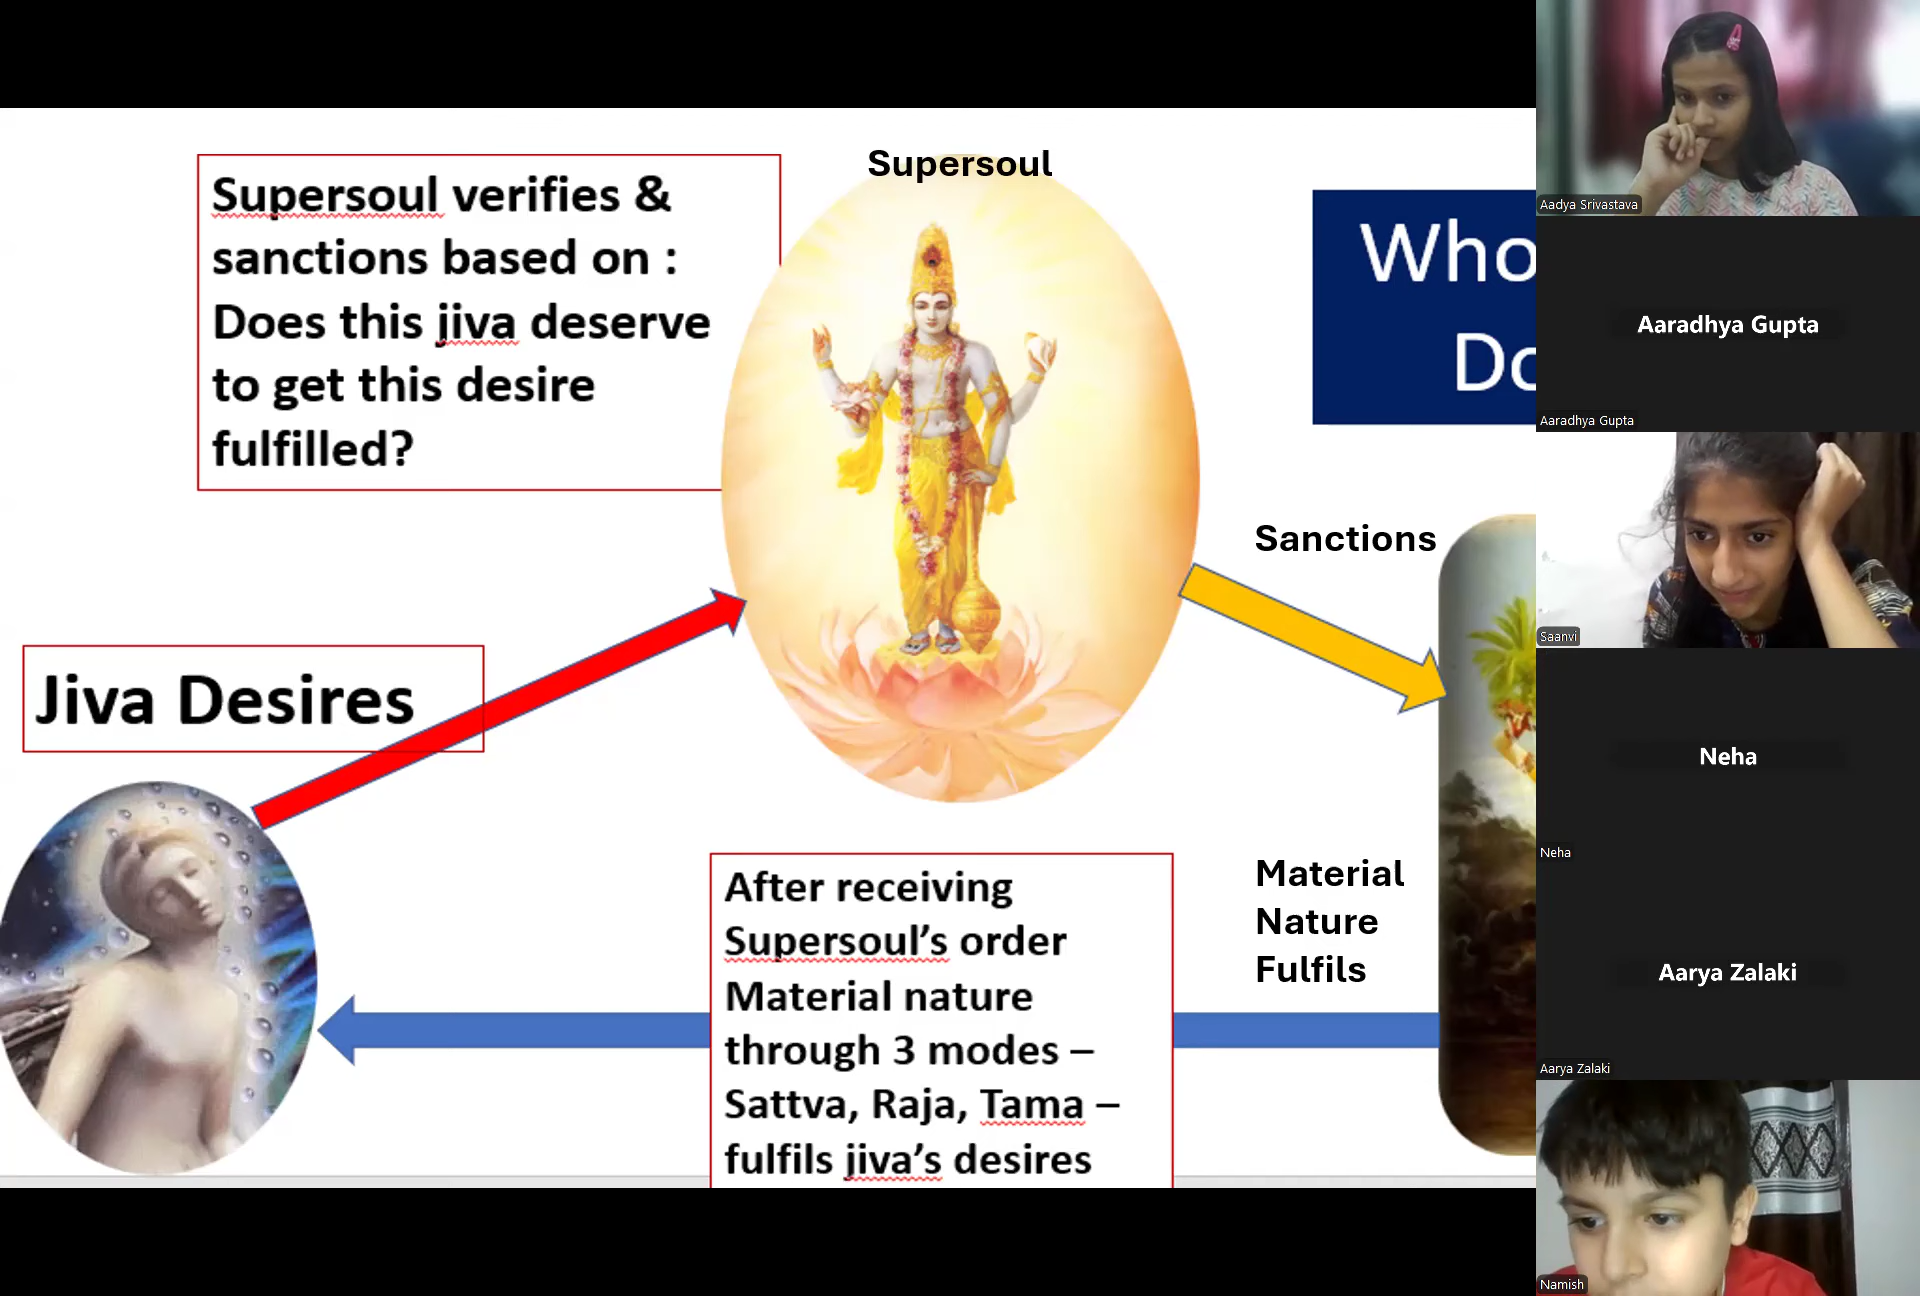 Supersoul
Supersoul verifies &
sanctions based on :
Does this jiva deserve
to get this desire
fulfilled?
Who
Do
Sanctions
Jiva Desires
After receiving
Supersoul's order
Material nature
through 3 modes –
Sattva, Raja, Tama –
fulfils jiva's desires
Material
Nature
Fulfils
Aadya Srivastava
Aaradhya Gupta
Aaradhya Gupta
Saanvi
Neha
Neha
Aarya Zalaki
Aarya Zalaki
Namish